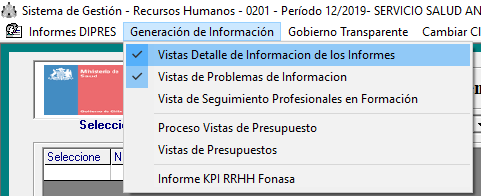 Sistema de Gestión - Recursos Humanos - 0201 - Período 12/2019- SERVICIO SALUD AN
Informes DIPRES Generación de Información Gobierno Transparente Cambiar Cl
Vistas Detalle de Informacion de los Informes
Vistas de Problemas de Informacion
Vista de Seguimiento Profesionales en Formación
Proceso Vistas de Presupuesto
Vistas de Presupuestos
Informe KPI RRHH Fonasa
Ministerio de
Salud
Seleccio
Seleccione N